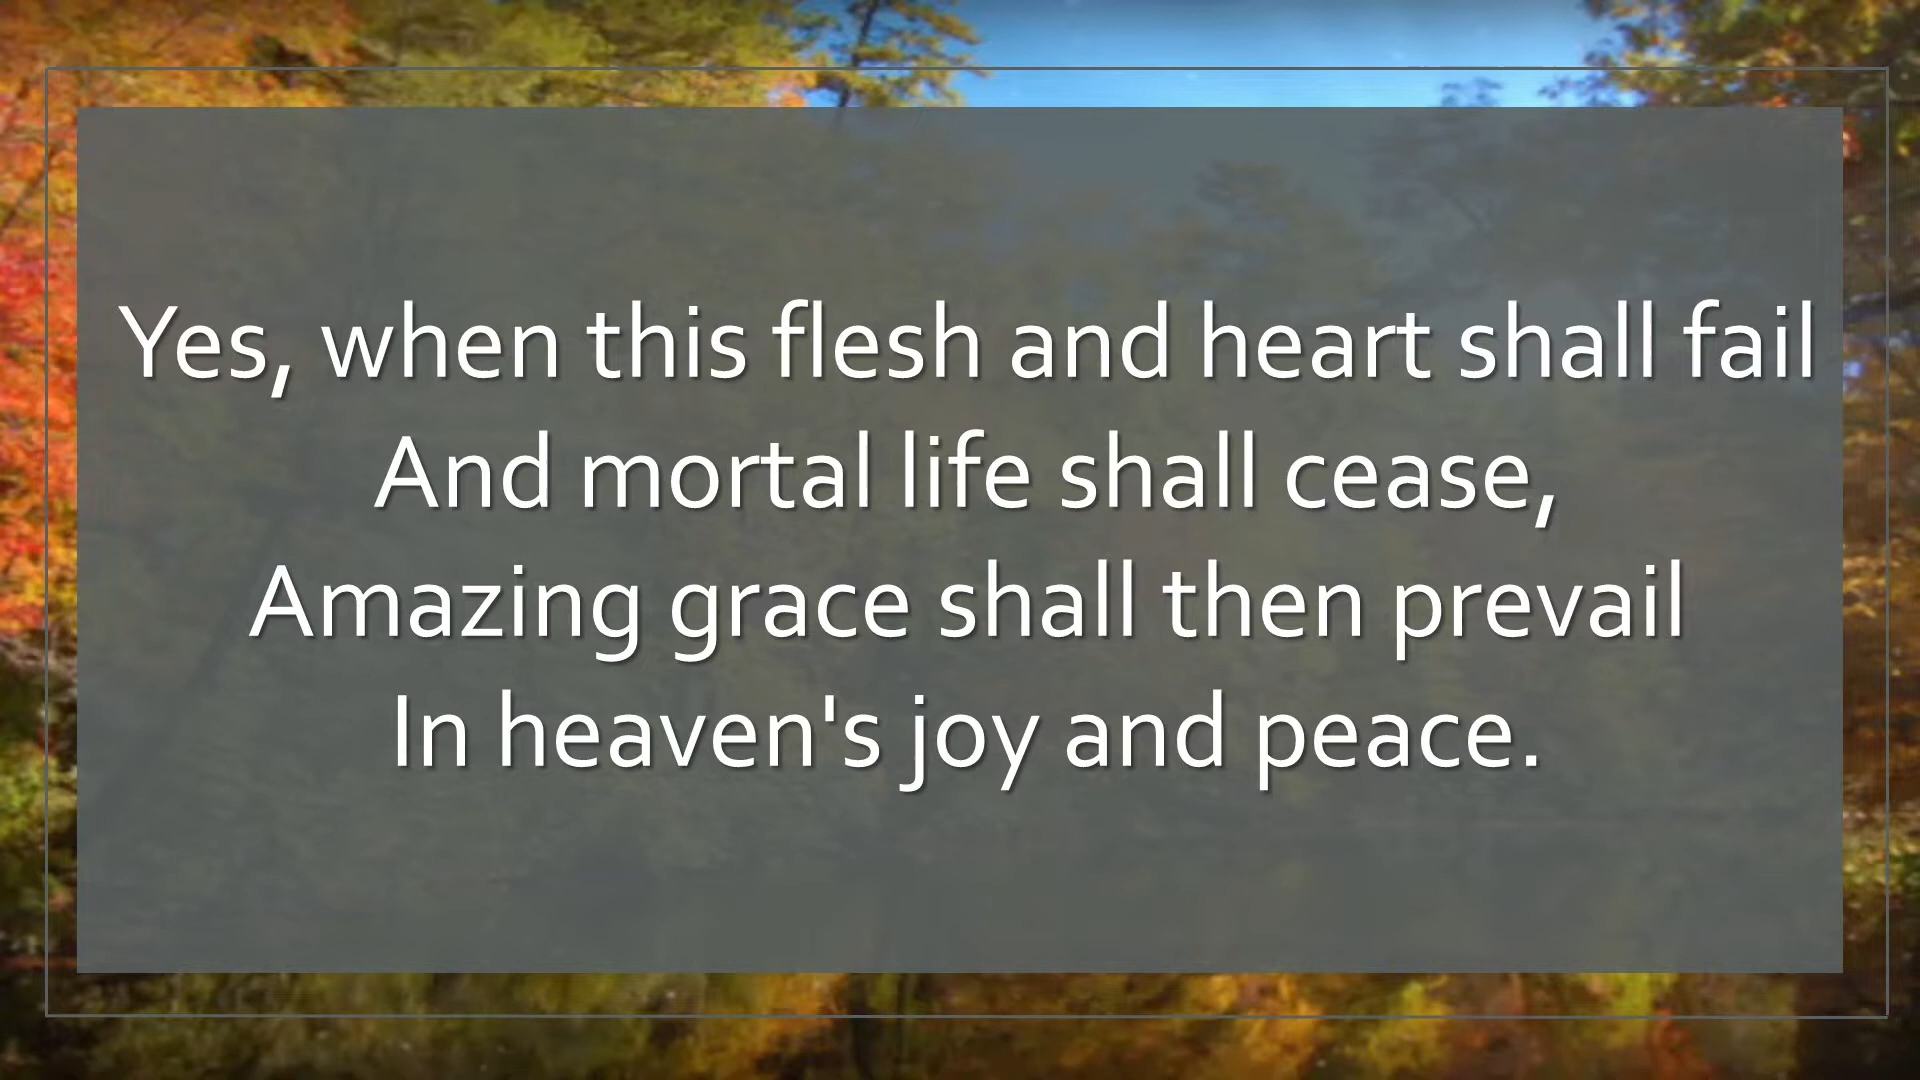 Yes, when this flesh and heart shall fail
And mortal life shall cease,
Amazing grace shall then prevail
In heaven's joy and peace.